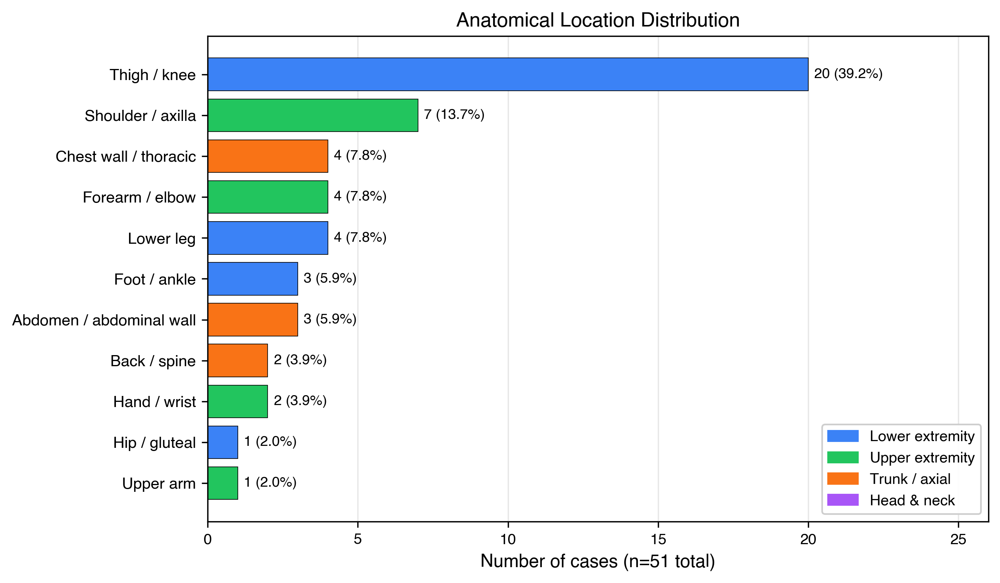 Anatomical Location Distribution
Thigh / knee
20 (39.2%)
Shoulder / axilla
7 (13.7%)
Chest wall / thoracic
4 (7.8%)
Forearm / elbow
4 (7.8%)
Lower leg
4 (7.8%)
Foot / ankle
3 (5.9%)
Abdomen / abdominal wall
3 (5.9%)
Back / spine
2 (3.9%)
Hand / wrist
2 (3.9%)
Hip / gluteal
1 (2.0%)
Upper arm
1 (2.0%)
Lower extremity
Upper extremity
Trunk / axial
Head & neck
0 5 10 15 20 25
Number of cases (n=51 total)